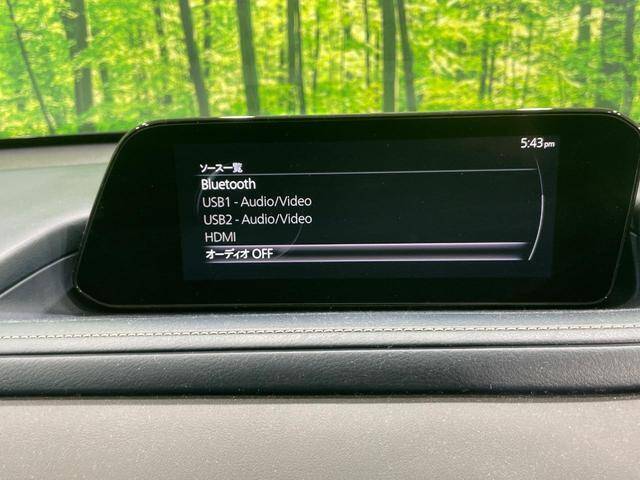 5:43pm
ソース一覧
Bluetooth
USB1 - Audio/Video
USB2 - Audio/Video
HDMI
オーディオ OFF